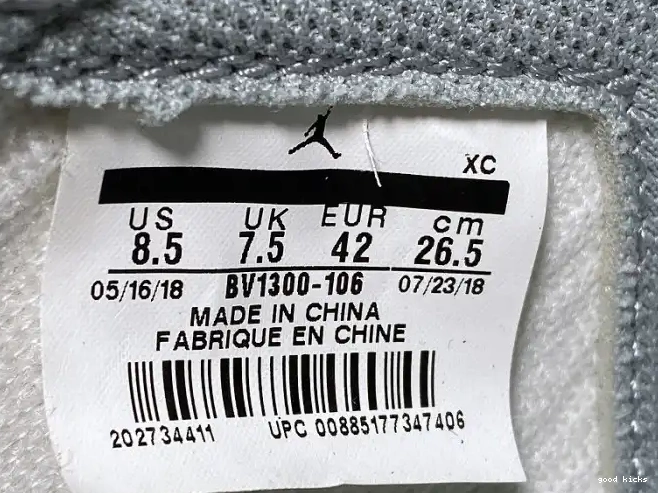 XC
US UK EUR cm
8.5 7.5 42 26.5
05/16/18 BV1300-106 07/23/18
MADE IN CHINA
FABRIQUE EN CHINE
202734411 UPC 00885177347406
good kicks